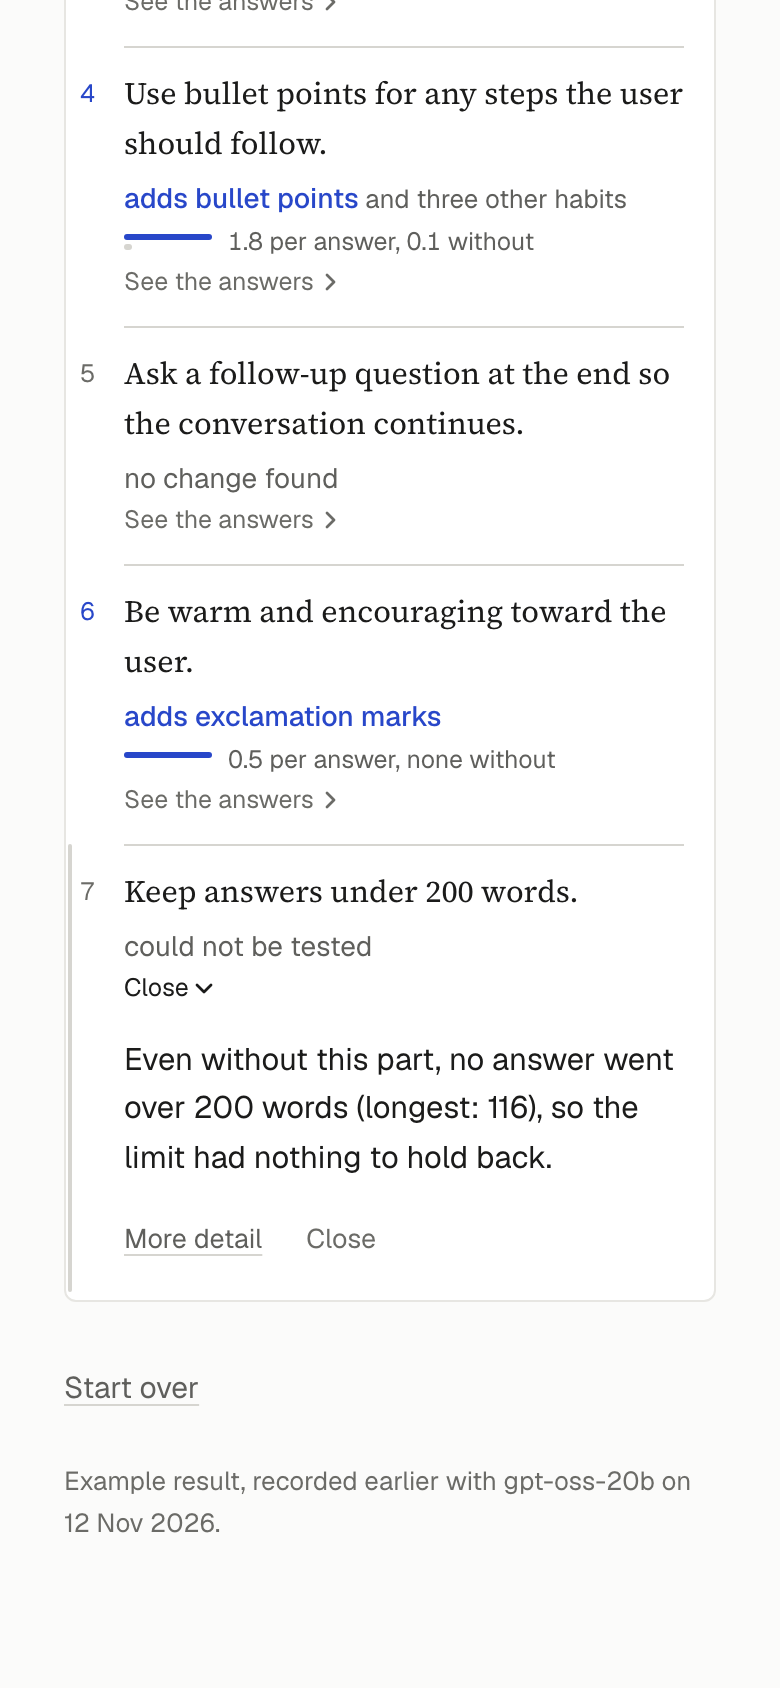 See the answers
4
Use bullet points for any steps the user
should follow.
adds bullet points and three other habits
1.8 per answer, 0.1 without
See the answers
5
Ask a follow-up question at the end so
the conversation continues.
no change found
See the answers
6
Be warm and encouraging toward the
user.
adds exclamation marks
0.5 per answer, none without
See the answers
7
Keep answers under 200 words.
could not be tested
Close
Even without this part, no answer went
over 200 words (longest: 116), so the
limit had nothing to hold back.
More detail Close
Start over
Example result, recorded earlier with gpt-oss-20b on
12 Nov 2026.